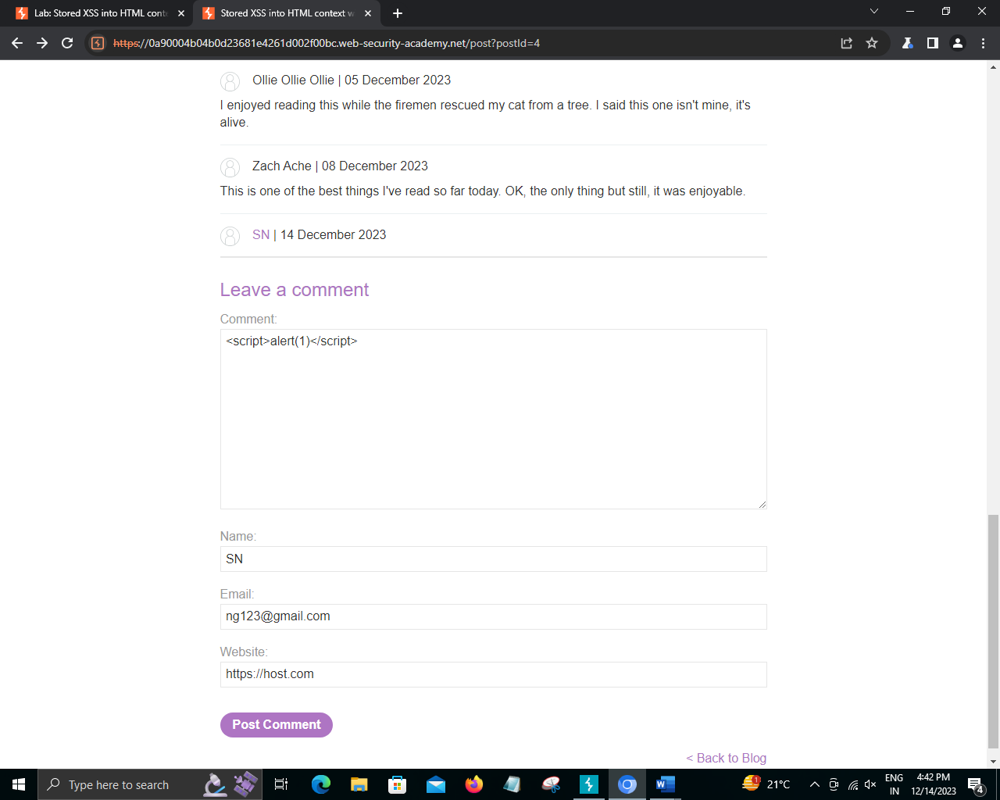 Lab: Stored XSS into HTML conte
Stored XSS into HTML context w
https://0a90004b04b0d23681e4261d002f00bc.web-security-academy.net/post?postId=4
Ollie Ollie Ollie | 05 December 2023
I enjoyed reading this while the firemen rescued my cat from a tree. I said this one isn't mine, it's
alive.
Zach Ache | 08 December 2023
This is one of the best things I've read so far today. OK, the only thing but still, it was enjoyable.
SN | 14 December 2023
Leave a comment
Comment:
<script>alert(1)</script>
Name:
SN
Email:
ng123@gmail.com
Website:
https://host.com
Post Comment
< Back to Blog
Type here to search
1
21°C
ENG
IN
4:42 PM
12/14/2023
4